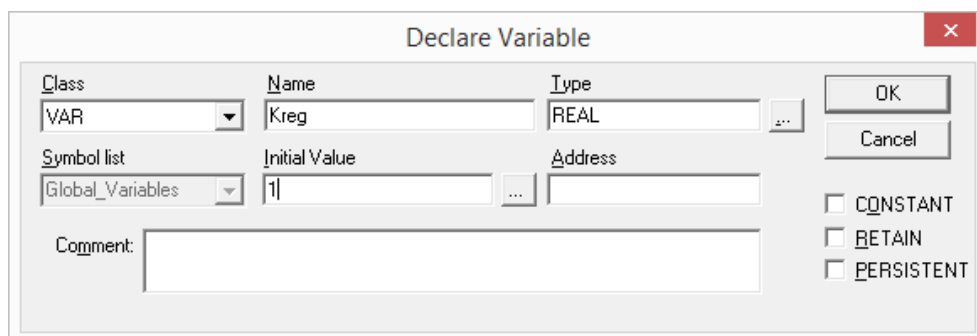 Declare Variable
Class Name Type
VAR Kreg REAL ... OK
Cancel
Symbol list Initial Value Address
Global_Variables 1 ...
CONSTANT
Comment: RETAIN
PERSISTENT